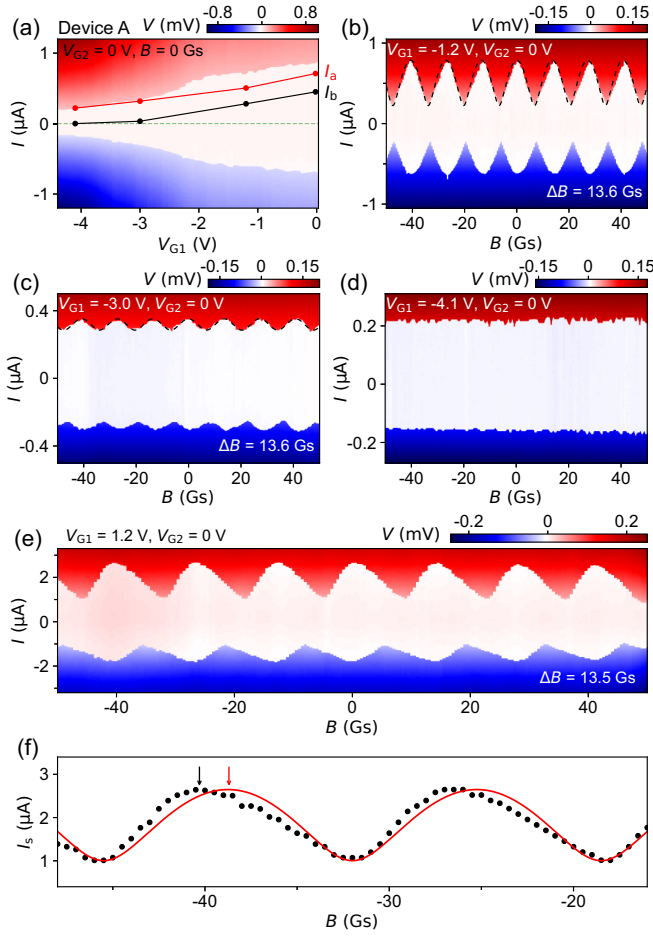 (a) Device A V (mV) -0.8 0 0.8
V_G2 = 0 V, B = 0 Gs
I_a
I_b
I (μA)
1
0
-1
-4 -3 -2 -1 0
V_G1 (V)
(b) V (mV) -0.15 0 0.15
V_G1 = -1.2 V, V_G2 = 0 V
I (μA)
1
0
-1
ΔB = 13.6 Gs
-40 -20 0 20 40
B (Gs)
(c) V (mV) -0.15 0 0.15
V_G1 = -3.0 V, V_G2 = 0 V
I (μA)
0.4
0
-0.4
ΔB = 13.6 Gs
-40 -20 0 20 40
B (Gs)
(d) V (mV) -0.15 0 0.15
V_G1 = -4.1 V, V_G2 = 0 V
I (μA)
0.2
0
-0.2
-40 -20 0 20 40
B (Gs)
(e) V_G1 = 1.2 V, V_G2 = 0 V V (mV) -0.2 0 0.2
I (μA)
2
0
-2
ΔB = 13.5 Gs
-40 -20 0 20 40
B (Gs)
(f)
I_s (μA)
3
2
1
-40 -30 -20
B (Gs)